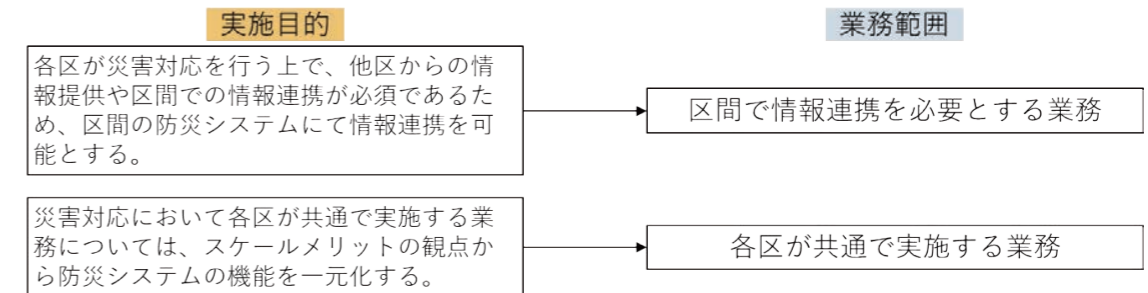 実施目的
業務範囲
各区が災害対応を行う上で、他区からの情
報提供や区間での情報連携が必須であるた
め、区間の防災システムにて情報連携を可
能とする。
区間で情報連携を必要とする業務
災害対応において各区が共通で実施する業
務については、スケールメリットの観点か
ら防災システムの機能を一元化する。
各区が共通で実施する業務